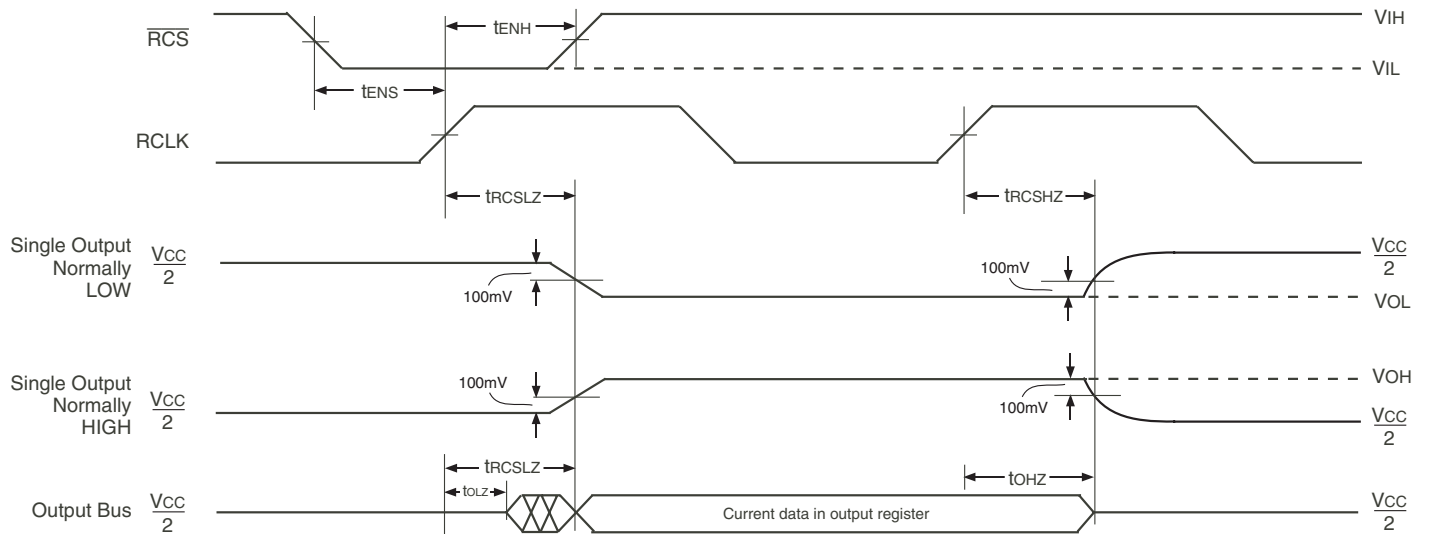 RCS
tENH
VIH
VIL
tENS
RCLK
tRCSLZ
tRCSHZ
Single Output
Normally
LOW
VCC
2
100mV
100mV
VCC
2
VOL
Single Output
Normally
HIGH
VCC
2
100mV
100mV
VOH
VCC
2
tRCSLZ
tOLZ
tOHZ
Output Bus
VCC
2
Current data in output register
VCC
2